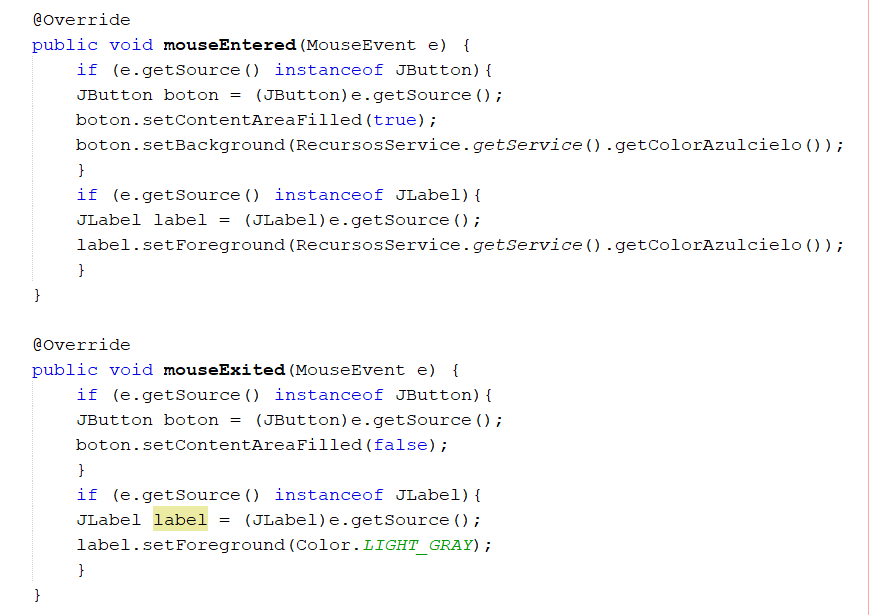 @Override
public void mouseEntered(MouseEvent e) {
    if (e.getSource() instanceof JButton){
    JButton boton = (JButton)e.getSource();
    boton.setContentAreaFilled(true);
    boton.setBackground(RecursosService.getService().getColorAzulcielo());
    }
    if (e.getSource() instanceof JLabel){
    JLabel label = (JLabel)e.getSource();
    label.setForeground(RecursosService.getService().getColorAzulcielo());
    }
}

@Override
public void mouseExited(MouseEvent e) {
    if (e.getSource() instanceof JButton){
    JButton boton = (JButton)e.getSource();
    boton.setContentAreaFilled(false);
    }
    if (e.getSource() instanceof JLabel){
    JLabel label = (JLabel)e.getSource();
    label.setForeground(Color.LIGHT_GRAY);
    }
}